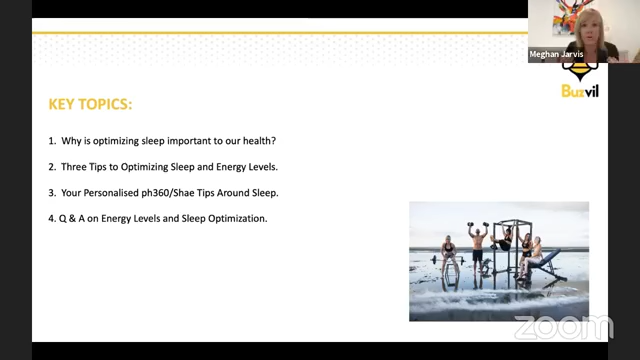 Meghan Jarvis
Buzvil
KEY TOPICS:
1. Why is optimizing sleep important to our health?
2. Three Tips to Optimizing Sleep and Energy Levels.
3. Your Personalised ph360/Shae Tips Around Sleep.
4. Q & A on Energy Levels and Sleep Optimization.
zoom